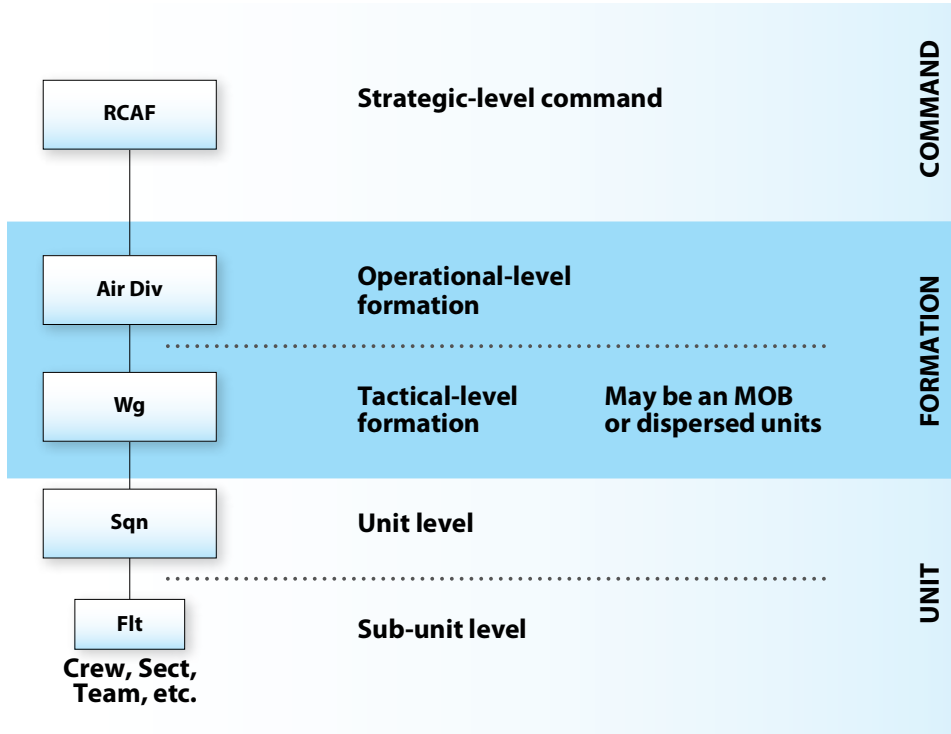 RCAF
Strategic-level command
COMMAND
Air Div
Operational-level
formation
Wg
Tactical-level
formation
May be an MOB
or dispersed units
FORMATION
Sqn
Unit level
Flt
Sub-unit level
Crew, Sect,
Team, etc.
UNIT